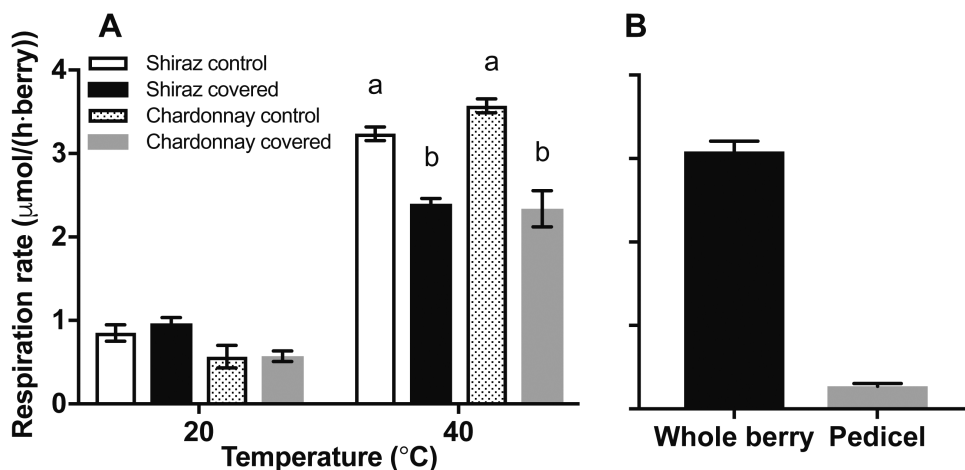 A
B
Respiration rate (μmol/(h·berry))
4
3
2
1
0
Shiraz control
Shiraz covered
Chardonnay control
Chardonnay covered
a
b
a
b
20
40
Temperature (°C)
Whole berry
Pedicel